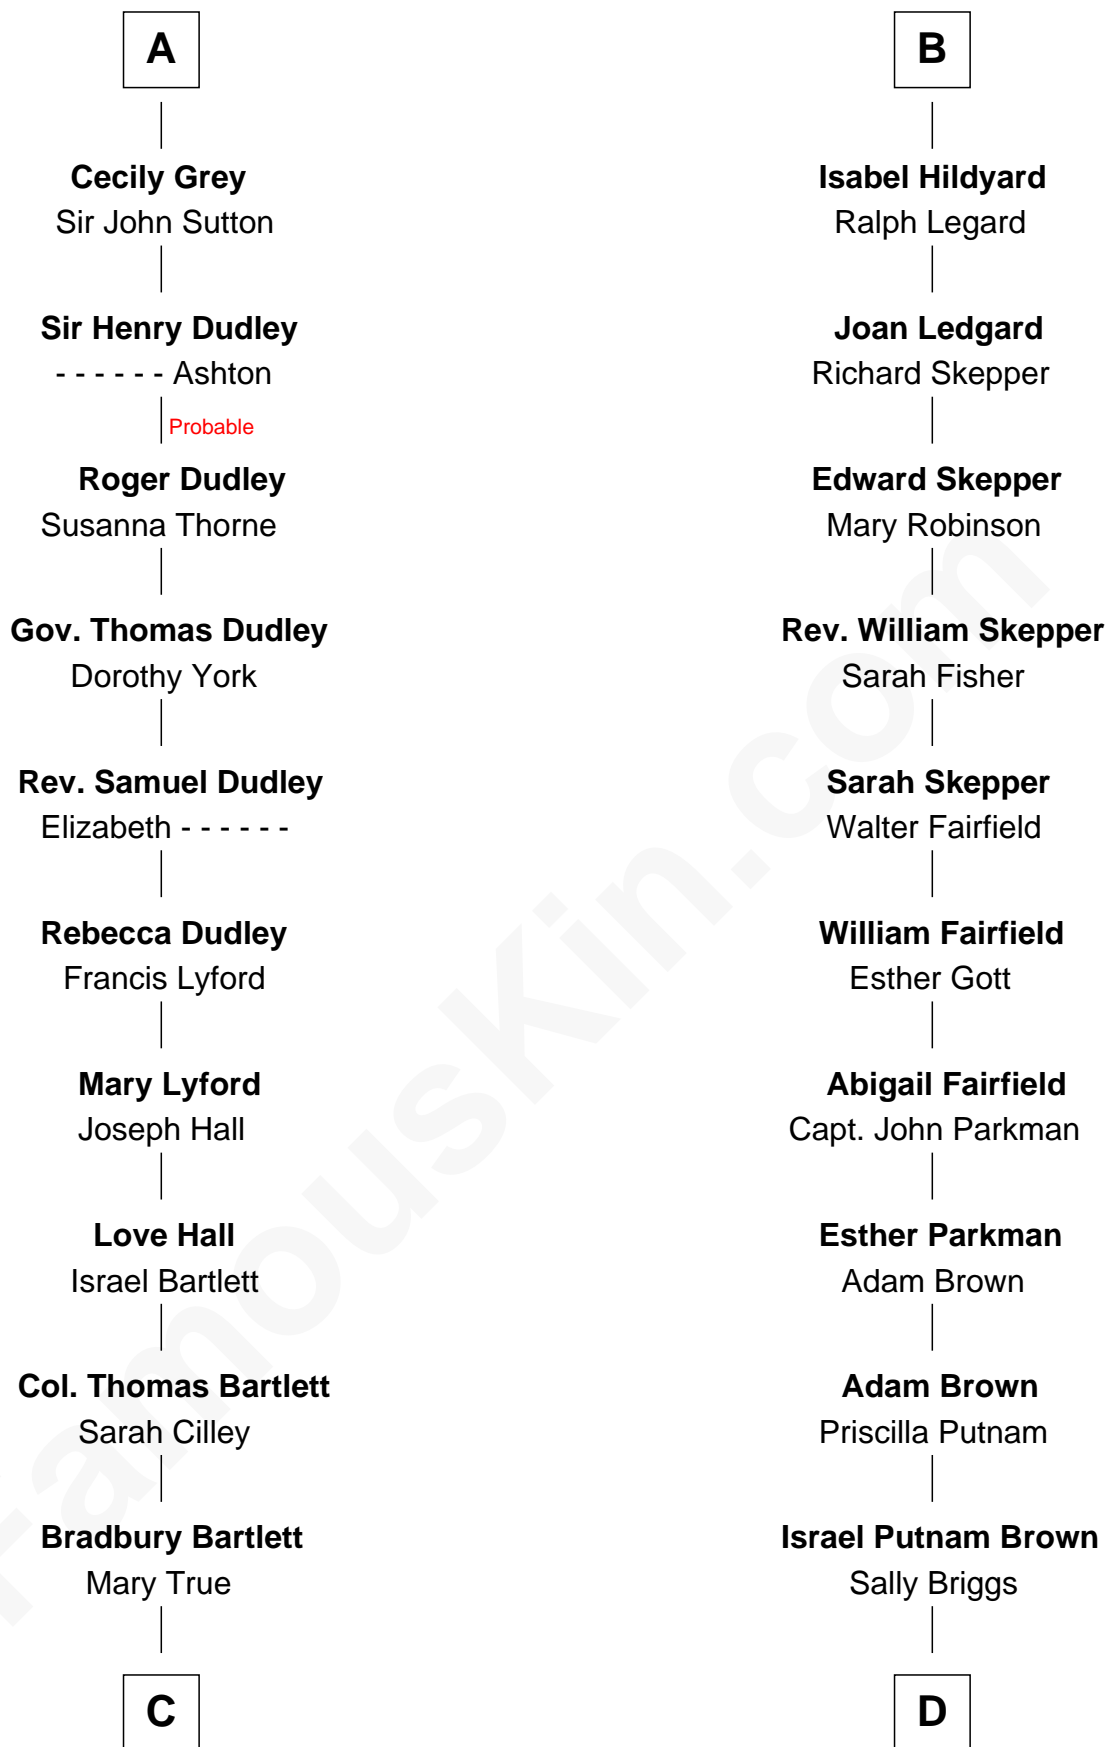 A
Cecily Grey
Sir John Sutton
Sir Henry Dudley
- - - - - - Ashton
Probable
Roger Dudley
Susanna Thorne
Gov. Thomas Dudley
Dorothy York
Rev. Samuel Dudley
Elizabeth - - - - - -
Rebecca Dudley
Francis Lyford
Mary Lyford
Joseph Hall
Love Hall
Israel Bartlett
Col. Thomas Bartlett
Sarah Cilley
Bradbury Bartlett
Mary True
C
B
Isabel Hildyard
Ralph Legard
Joan Ledgard
Richard Skepper
Edward Skepper
Mary Robinson
Rev. William Skepper
Sarah Fisher
Sarah Skepper
Walter Fairfield
William Fairfield
Esther Gott
Abigail Fairfield
Capt. John Parkman
Esther Parkman
Adam Brown
Adam Brown
Priscilla Putnam
Israel Putnam Brown
Sally Briggs
D
FamousKin.com